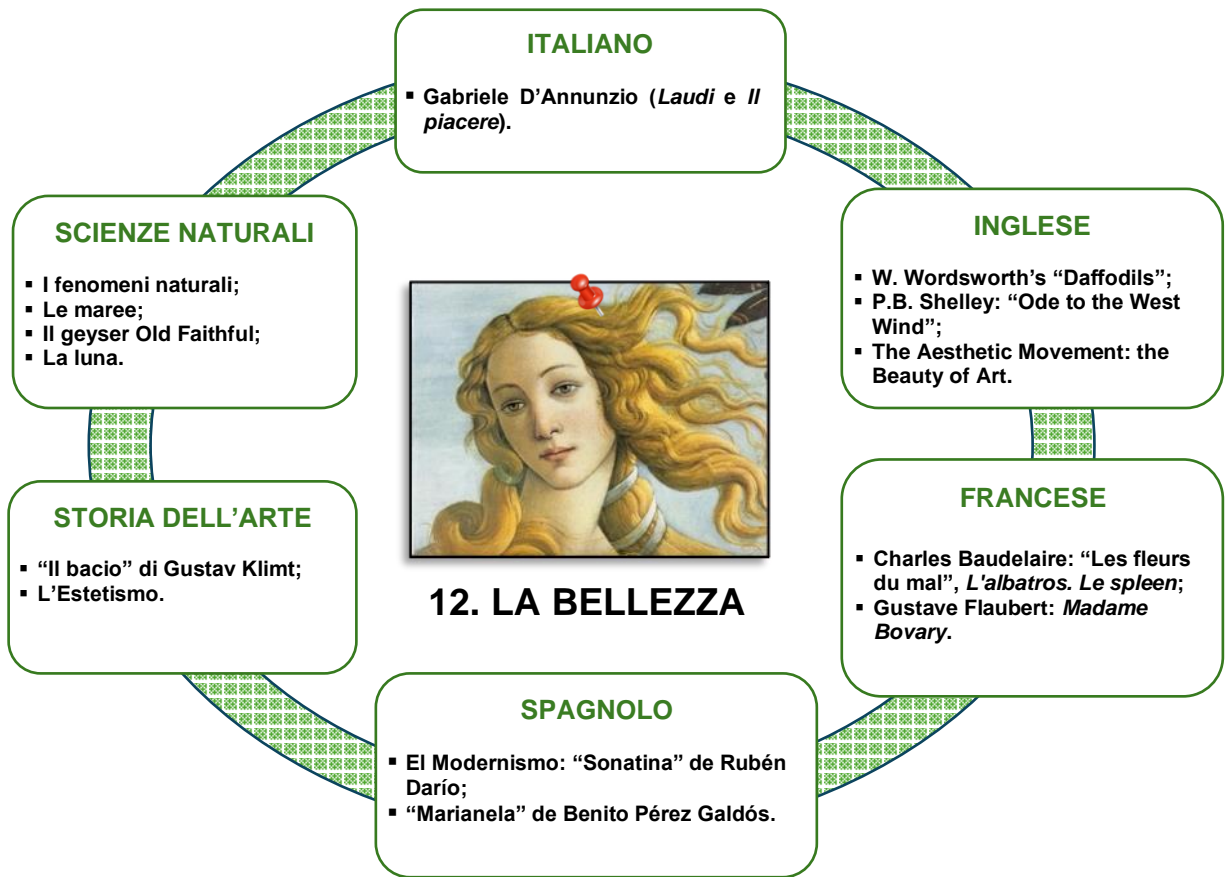 ITALIANO
▪ Gabriele D’Annunzio (Laudi e Il
piacere).
SCIENZE NATURALI
▪ I fenomeni naturali;
▪ Le maree;
▪ Il geyser Old Faithful;
▪ La luna.
INGLESE
▪ W. Wordsworth’s “Daffodils”;
▪ P.B. Shelley: “Ode to the West
Wind”;
▪ The Aesthetic Movement: the
Beauty of Art.
STORIA DELL’ARTE
▪ “Il bacio” di Gustav Klimt;
▪ L’Estetismo.
12. LA BELLEZZA
FRANCESE
▪ Charles Baudelaire: “Les fleurs
du mal”, L'albatros. Le spleen;
▪ Gustave Flaubert: Madame
Bovary.
SPAGNOLO
▪ El Modernismo: “Sonatina” de Rubén
Darío;
▪ “Marianela” de Benito Pérez Galdós.